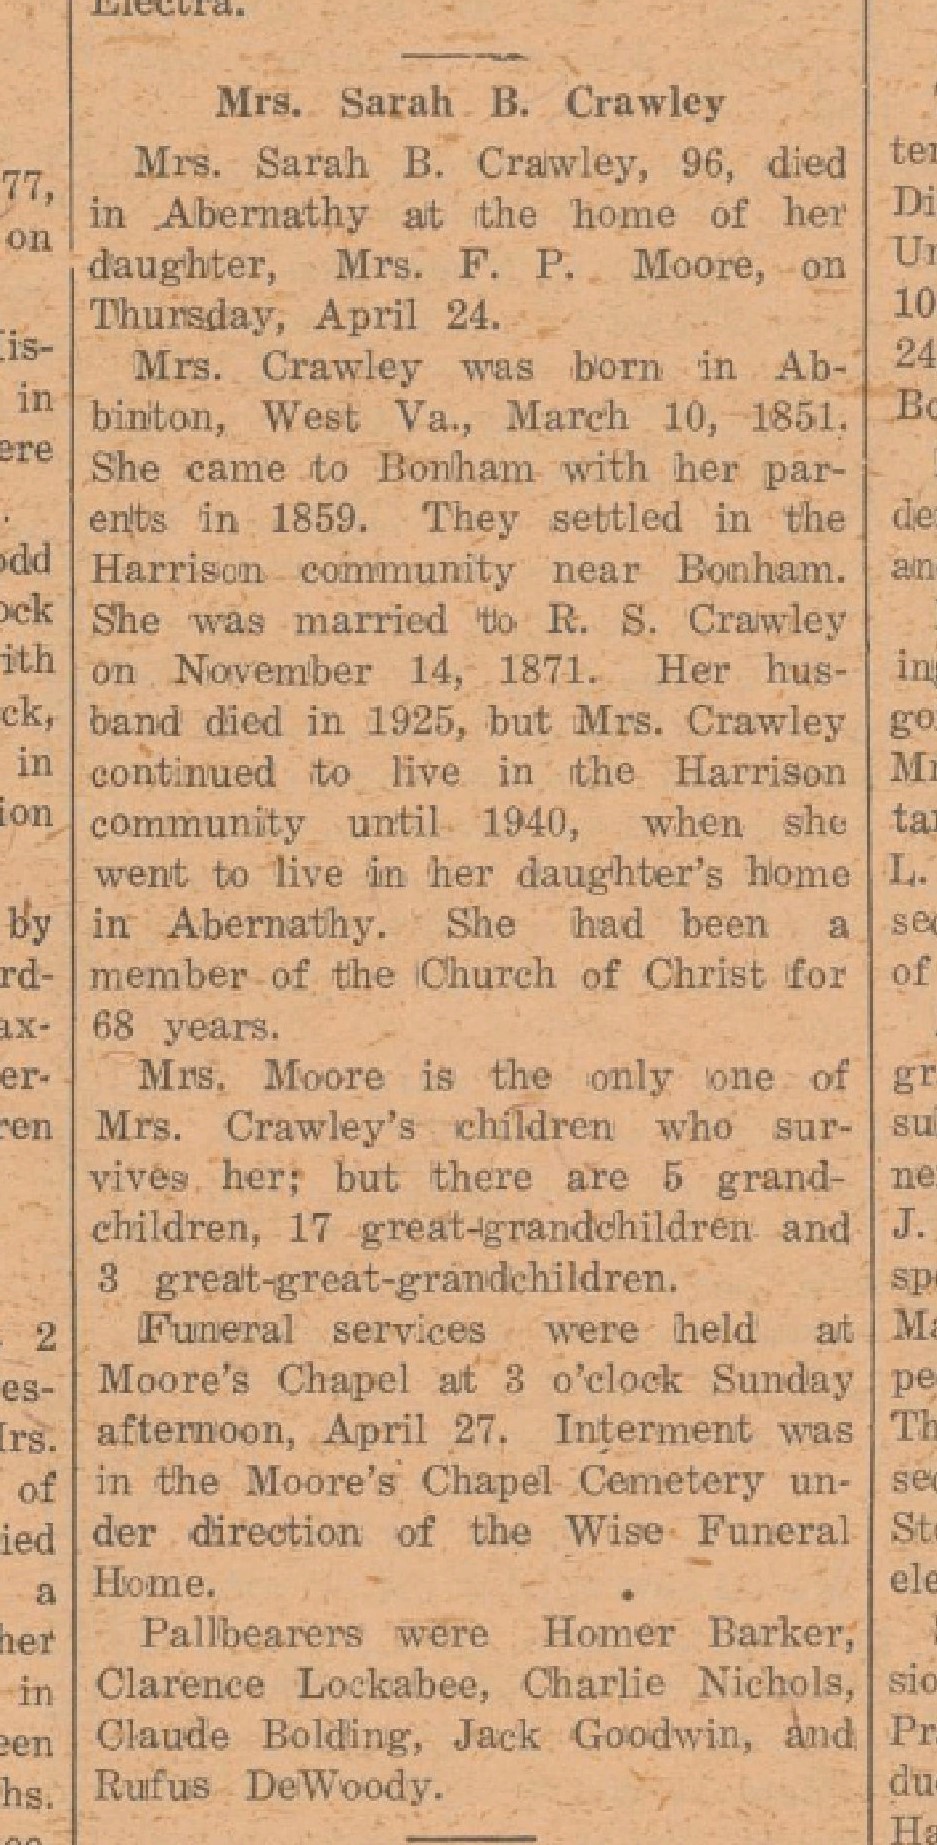 Electra.
Mrs. Sarah B. Crawley
Mrs. Sarah B. Crawley, 96, died
in Abernathy at the home of her
daughter, Mrs. F. P. Moore, on
Thursday, April 24.
Mrs. Crawley was born in Ab-
binton, West Va., March 10, 1851.
She came to Bonham with her par-
ents in 1859. They settled in the
Harrison community near Bonham.
She was married to R. S. Crawley
on November 14, 1871. Her hus-
band died in 1925, but Mrs. Crawley
continued to live in the Harrison
community until 1940, when she
went to live in her daughter's home
in Abernathy. She had been a
member of the Church of Christ for
68 years.
Mrs. Moore is the only one of
Mrs. Crawley's children who sur-
vives her; but there are 5 grand-
children, 17 great-grandchildren and
3 great-great-grandchildren.
Funeral services were held at
Moore's Chapel at 3 o'clock Sunday
afternoon, April 27. Interment was
in the Moore's Chapel Cemetery un-
der direction of the Wise Funeral
Home.
Pallbearers were Homer Barker,
Clarence Lockabee, Charlie Nichols,
Claude Bolding, Jack Goodwin, and
Rufus DeWoody.